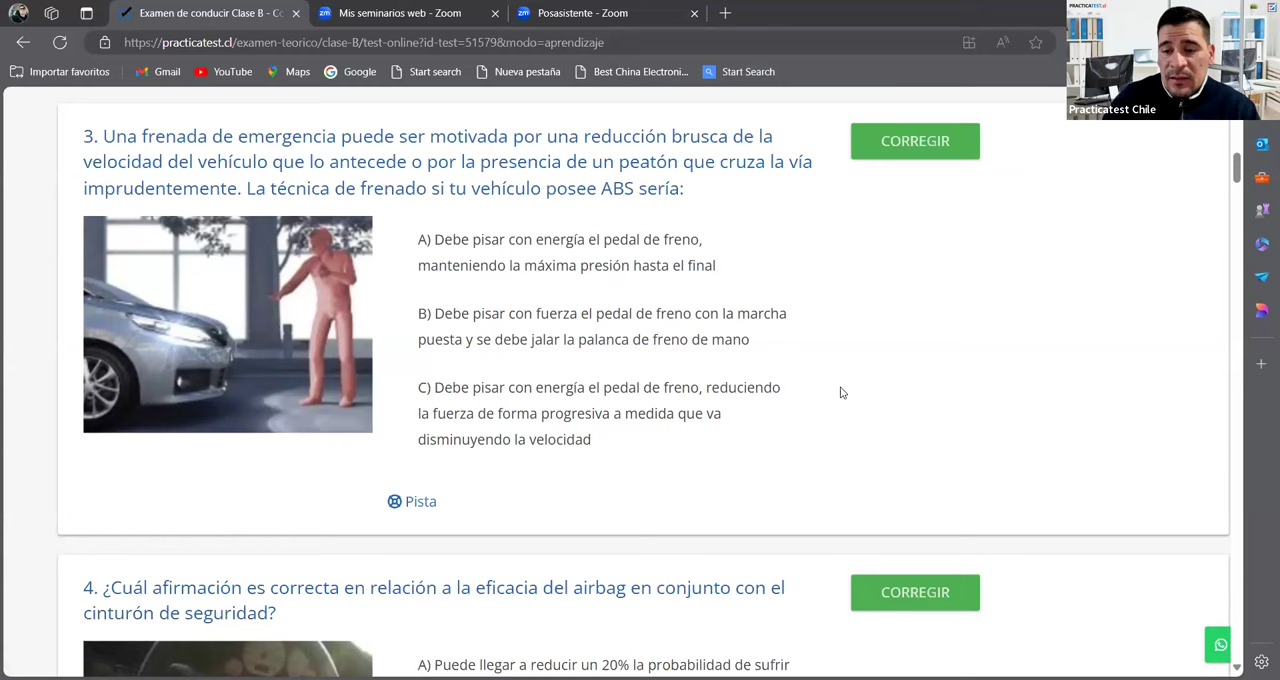 Examen de conducir Clase B - Cc
Mis seminarios web - Zoom
Posasistente - Zoom
https://practicatest.cl/examen-teorico/clase-B/test-online?id-test=51579&modo=aprendizaje
Importar favoritos
Gmail
YouTube
Maps
Google
Start search
Nueva pestaña
Best China Electroni...
Start Search
PRACTICATEST.cl
Practicatest Chile
3. Una frenada de emergencia puede ser motivada por una reducción brusca de la
velocidad del vehículo que lo antecede o por la presencia de un peatón que cruza la vía
imprudentemente. La técnica de frenado si tu vehículo posee ABS sería:
CORREGIR
A) Debe pisar con energía el pedal de freno,
manteniendo la máxima presión hasta el final
B) Debe pisar con fuerza el pedal de freno con la marcha
puesta y se debe jalar la palanca de freno de mano
C) Debe pisar con energía el pedal de freno, reduciendo
la fuerza de forma progresiva a medida que va
disminuyendo la velocidad
Pista
4. ¿Cuál afirmación es correcta en relación a la eficacia del airbag en conjunto con el
cinturón de seguridad?
CORREGIR
A) Puede llegar a reducir un 20% la probabilidad de sufrir